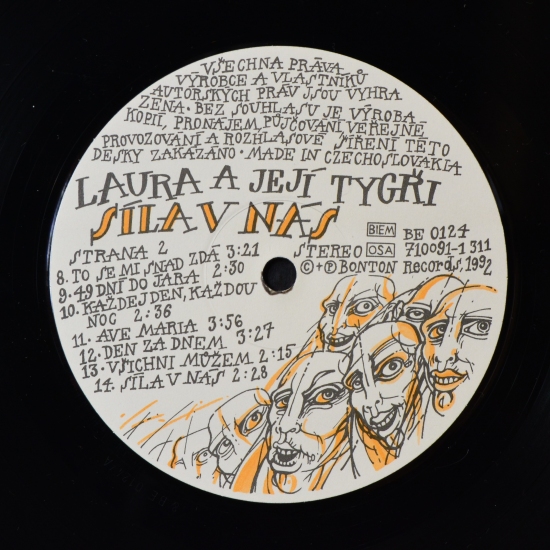 VŠECHNA PRÁVA
VÝROBCE A VLASTNÍKŮ
AUTORSKÝCH PRÁV JSOU VYHRA
ZENA · BEZ SOUHLASU JE VÝROBA
KOPIÍ, PRONÁJEM PŮJČOVÁNÍ VEŘEJNÉ
PROVOZOVÁNÍ A ROZHLASOVÉ ŠÍŘENÍ TÉTO
DESKY ZAKÁZÁNO · MADE IN CZECHOSLOVAKIA
LAURA A JEJÍ TYGŘI
SÍLA V NÁS
STRANA 2
8. TO SE MI SNAD ZDÁ 3:21
9. 49 DNÍ DO JARA 2:30
10. KAŽDEJ DEN, KAŽDOU
NOC 2:36
11. AVE MARIA 3:56
12. DEN ZA DNEM 3:27
13. VŠICHNI MŮŽEM 2:15
14. SÍLA V NÁS 2:28
STEREO
BIEM
OSA
BE 0124
710091-1 311
©+℗ BONTON Records, 1992